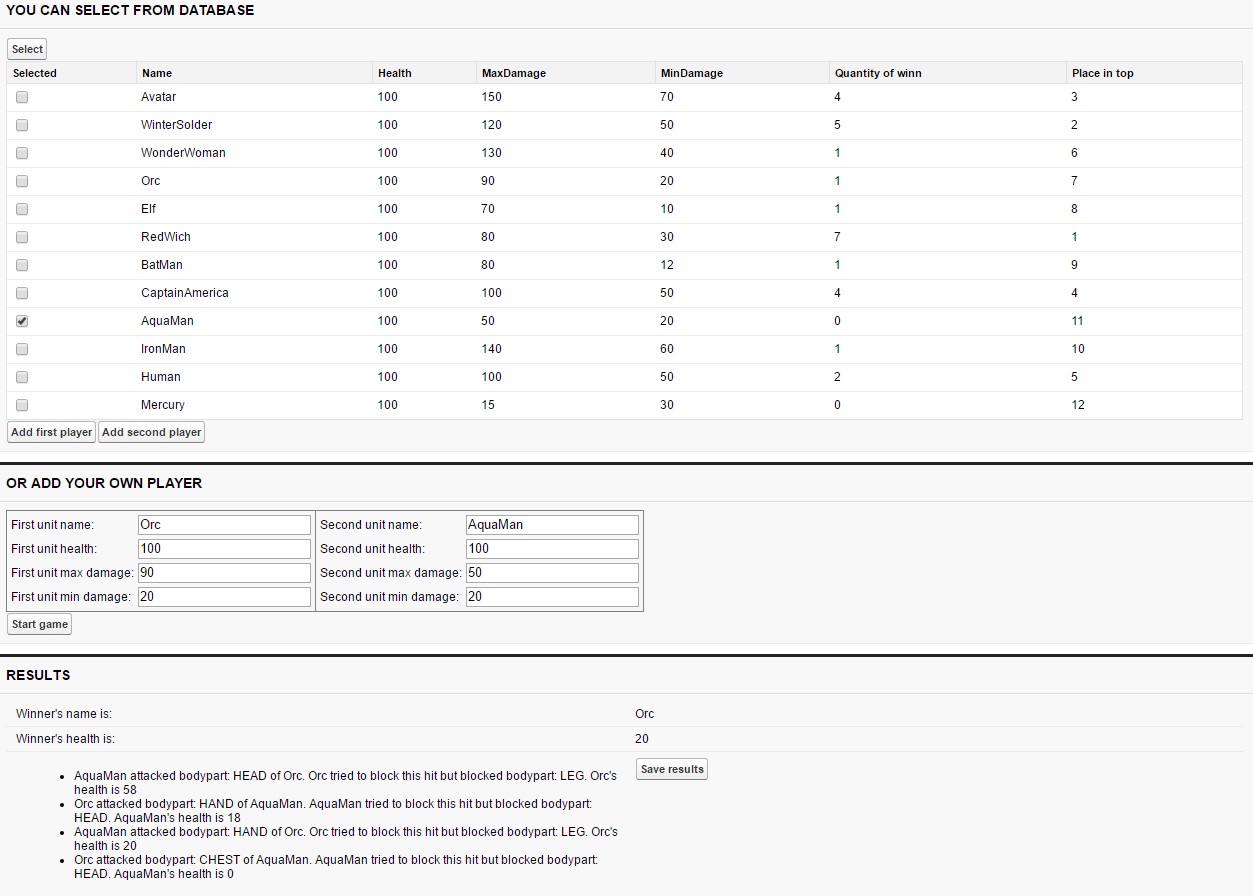 YOU CAN SELECT FROM DATABASE
Select
Selected Name Health MaxDamage MinDamage Quantity of winn Place in top
Avatar 100 150 70 4 3
WinterSolder 100 120 50 5 2
WonderWoman 100 130 40 1 6
Orc 100 90 20 1 7
Elf 100 70 10 1 8
RedWich 100 80 30 7 1
BatMan 100 80 12 1 9
CaptainAmerica 100 100 50 4 4
AquaMan 100 50 20 0 11
IronMan 100 140 60 1 10
Human 100 100 50 2 5
Mercury 100 15 30 0 12
Add first player Add second player
OR ADD YOUR OWN PLAYER
First unit name: Orc Second unit name: AquaMan
First unit health: 100 Second unit health: 100
First unit max damage: 90 Second unit max damage: 50
First unit min damage: 20 Second unit min damage: 20
Start game
RESULTS
Winner's name is: Orc
Winner's health is: 20
Save results
• AquaMan attacked bodypart: HEAD of Orc. Orc tried to block this hit but blocked bodypart: LEG. Orc's
health is 58
• Orc attacked bodypart: HAND of AquaMan. AquaMan tried to block this hit but blocked bodypart:
HEAD. AquaMan's health is 18
• AquaMan attacked bodypart: HAND of Orc. Orc tried to block this hit but blocked bodypart: LEG. Orc's
health is 20
• Orc attacked bodypart: CHEST of AquaMan. AquaMan tried to block this hit but blocked bodypart:
HEAD. AquaMan's health is 0